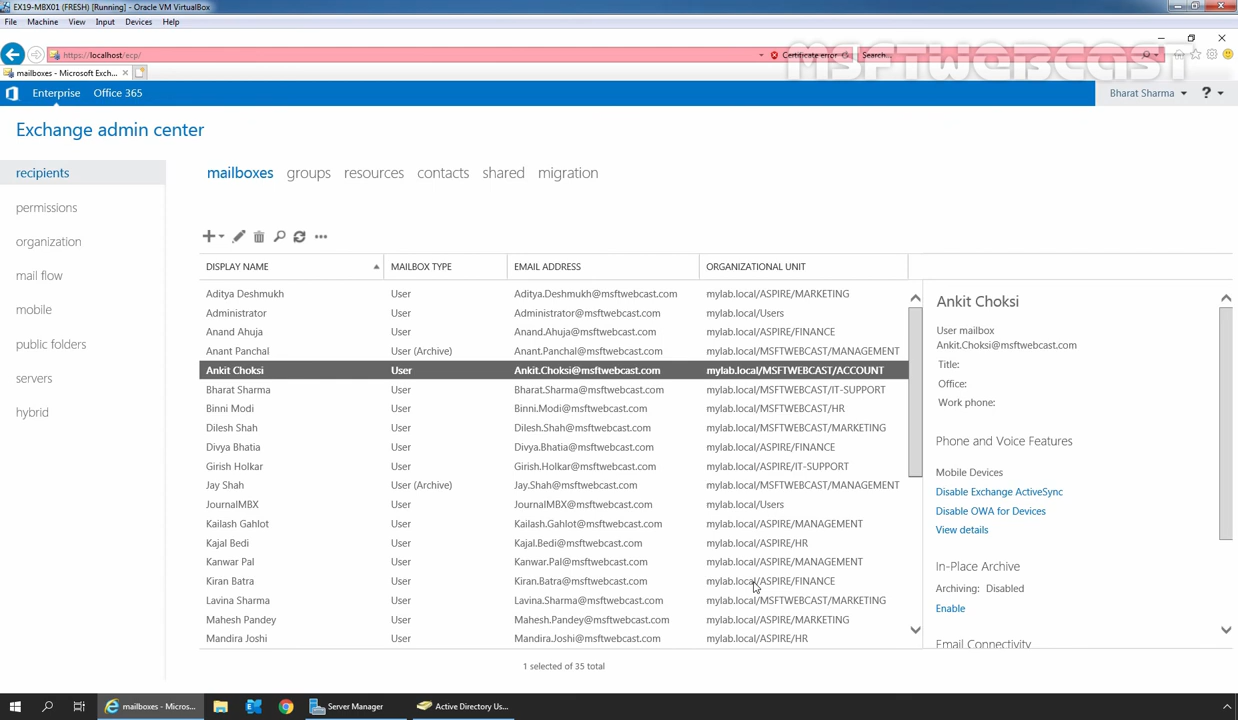 EX19-MBX01 (FRESH) [Running] - Oracle VM VirtualBox
File Machine View Input Devices Help
https://localhost/ecp/
Certificate error
Search...
MSFTWEBCAST
mailboxes - Microsoft Exch...
Enterprise Office 365
Bharat Sharma ?
Exchange admin center
recipients
permissions
organization
mail flow
mobile
public folders
servers
hybrid
mailboxes groups resources contacts shared migration
DISPLAY NAME MAILBOX TYPE EMAIL ADDRESS ORGANIZATIONAL UNIT
Aditya Deshmukh User Aditya.Deshmukh@msftwebcast.com mylab.local/ASPIRE/MARKETING
Administrator User Administrator@msftwebcast.com mylab.local/Users
Anand Ahuja User Anand.Ahuja@msftwebcast.com mylab.local/ASPIRE/FINANCE
Anant Panchal User (Archive) Anant.Panchal@msftwebcast.com mylab.local/MSFTWEBCAST/MANAGEMENT
Ankit Choksi User Ankit.Choksi@msftwebcast.com mylab.local/MSFTWEBCAST/ACCOUNT
Bharat Sharma User Bharat.Sharma@msftwebcast.com mylab.local/MSFTWEBCAST/IT-SUPPORT
Binni Modi User Binni.Modi@msftwebcast.com mylab.local/MSFTWEBCAST/HR
Dilesh Shah User Dilesh.Shah@msftwebcast.com mylab.local/MSFTWEBCAST/MARKETING
Divya Bhatia User Divya.Bhatia@msftwebcast.com mylab.local/ASPIRE/FINANCE
Girish Holkar User Girish.Holkar@msftwebcast.com mylab.local/ASPIRE/IT-SUPPORT
Jay Shah User (Archive) Jay.Shah@msftwebcast.com mylab.local/MSFTWEBCAST/MANAGEMENT
JournalMBX User JournalMBX@msftwebcast.com mylab.local/Users
Kailash Gahlot User Kailash.Gahlot@msftwebcast.com mylab.local/ASPIRE/MANAGEMENT
Kajal Bedi User Kajal.Bedi@msftwebcast.com mylab.local/ASPIRE/HR
Kanwar Pal User Kanwar.Pal@msftwebcast.com mylab.local/ASPIRE/MANAGEMENT
Kiran Batra User Kiran.Batra@msftwebcast.com mylab.local/ASPIRE/FINANCE
Lavina Sharma User Lavina.Sharma@msftwebcast.com mylab.local/MSFTWEBCAST/MARKETING
Mahesh Pandey User Mahesh.Pandey@msftwebcast.com mylab.local/ASPIRE/MARKETING
Mandira Joshi User Mandira.Joshi@msftwebcast.com mylab.local/ASPIRE/HR
1 selected of 35 total
Ankit Choksi
User mailbox
Ankit.Choksi@msftwebcast.com
Title:
Office:
Work phone:
Phone and Voice Features
Mobile Devices
Disable Exchange ActiveSync
Disable OWA for Devices
View details
In-Place Archive
Archiving: Disabled
Enable
Email Connectivity
mailboxes - Micros... Server Manager Active Directory Us...